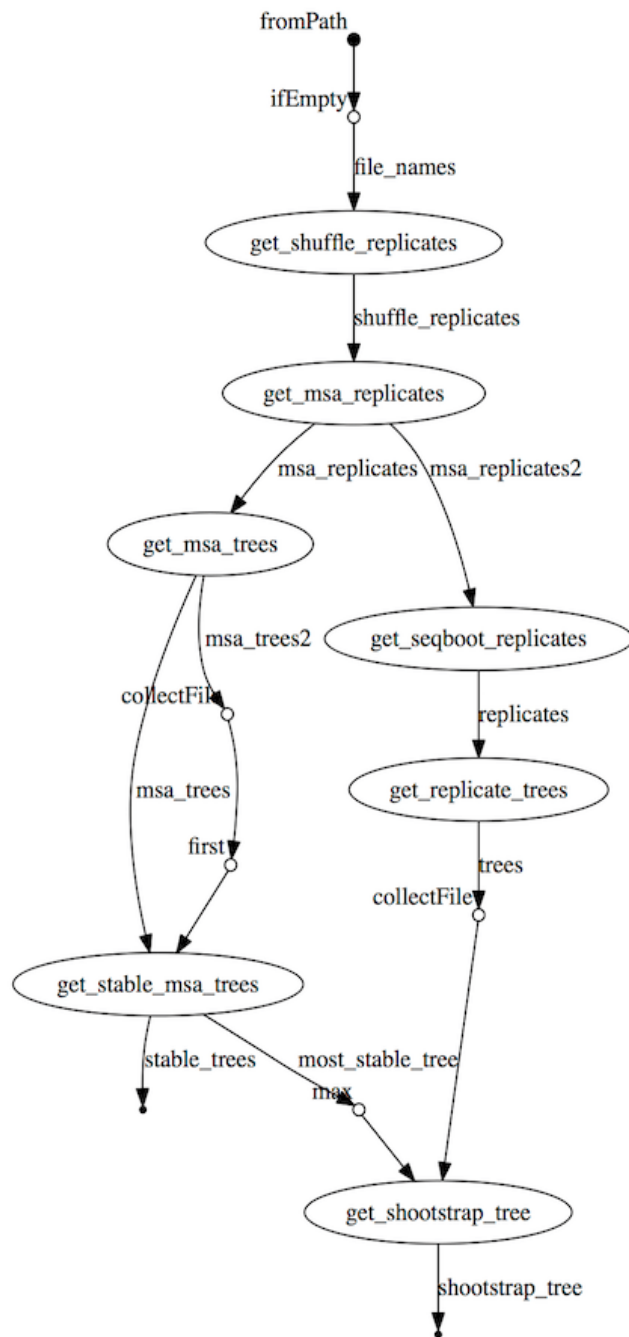 fromPath
ifEmpty
file_names
get_shuffle_replicates
shuffle_replicates
get_msa_replicates
msa_replicates
msa_replicates2
get_msa_trees
get_seqboot_replicates
msa_trees2
collectFile
replicates
msa_trees
get_replicate_trees
first
trees
collectFile
get_stable_msa_trees
stable_trees
most_stable_tree
max
get_shootstrap_tree
shootstrap_tree